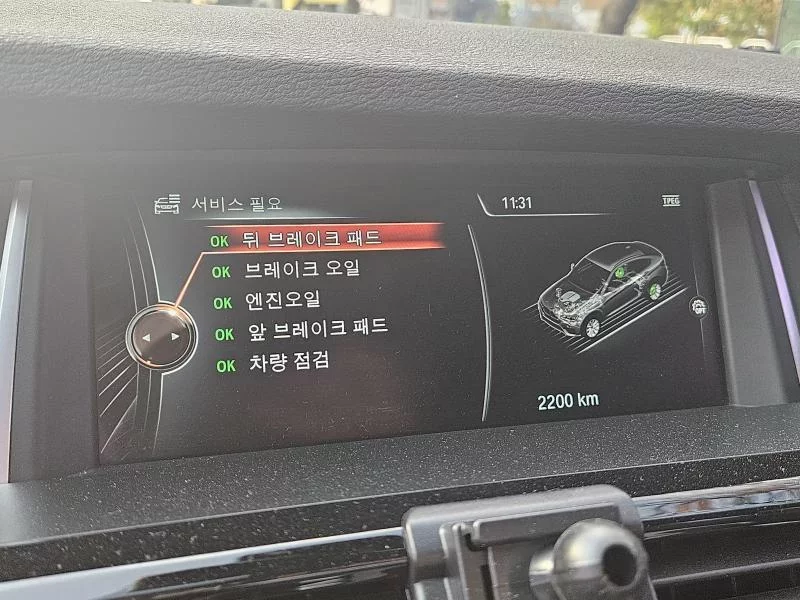 서비스 필요
11:31
TPEG
OK 뒤 브레이크 패드
OK 브레이크 오일
OK 엔진오일
OK 앞 브레이크 패드
OK 차량 점검
OFF
2200 km